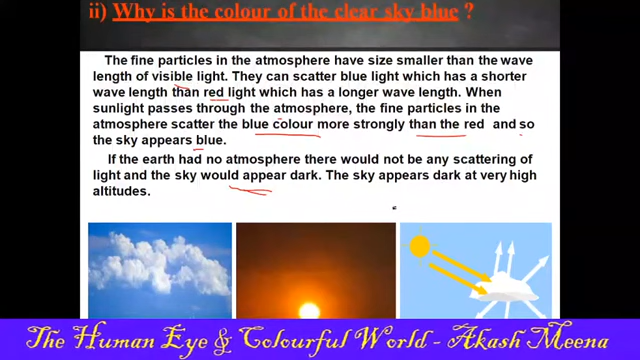 ii) Why is the colour of the clear sky blue ?
The fine particles in the atmosphere have size smaller than the wave
length of visible light. They can scatter blue light which has a shorter
wave length than red light which has a longer wave length. When
sunlight passes through the atmosphere, the fine particles in the
atmosphere scatter the blue colour more strongly than the red and so
the sky appears blue.
If the earth had no atmosphere there would not be any scattering of
light and the sky would appear dark. The sky appears dark at very high
altitudes.
The Human Eye & Colourful World - Akash Meena